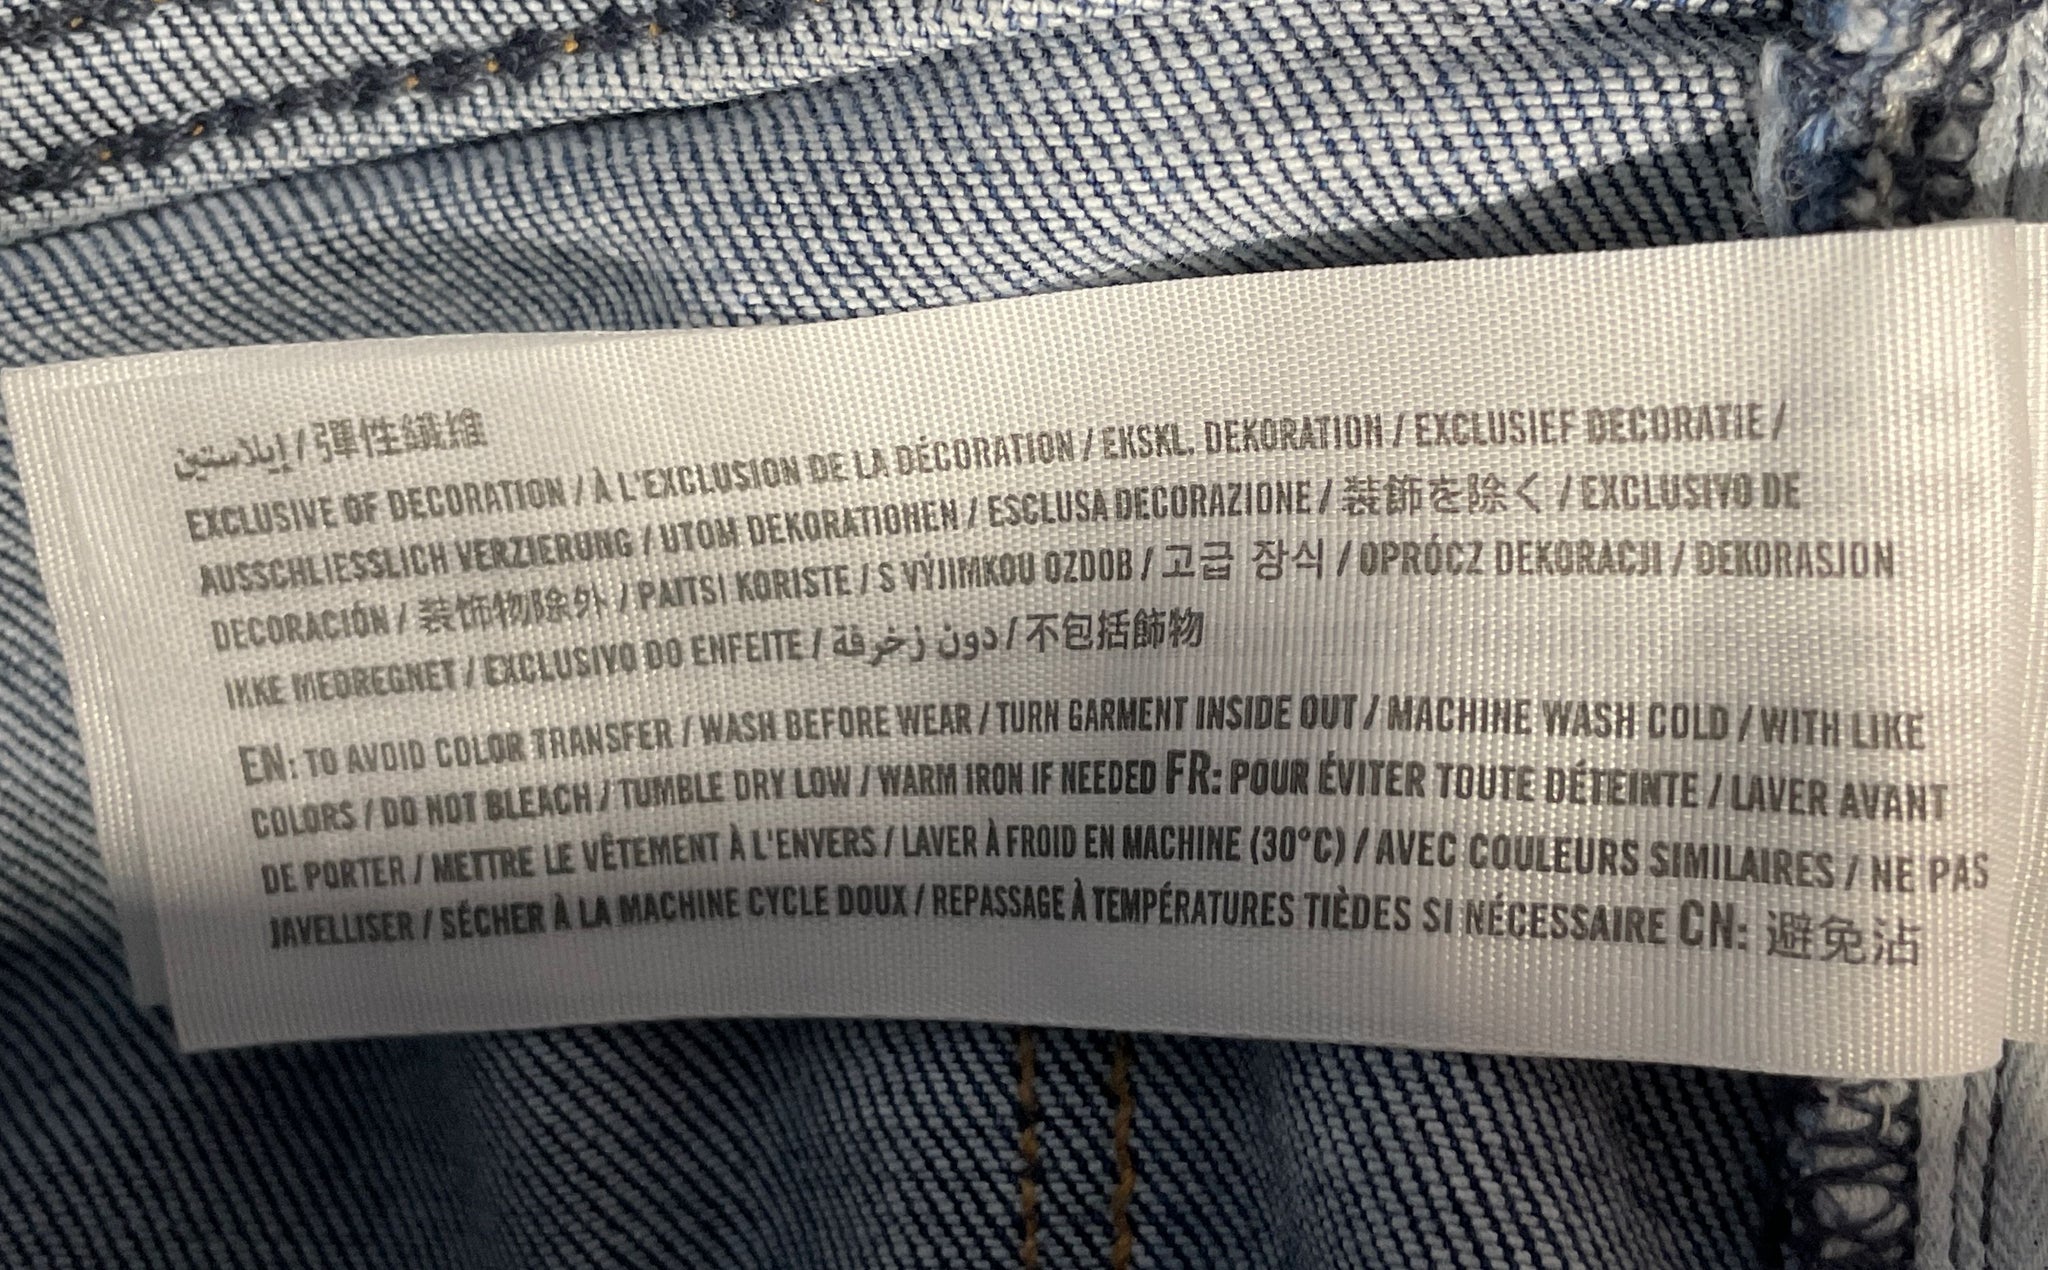 إيلاستين / 彈性纖維
EXCLUSIVE OF DECORATION / À L'EXCLUSION DE LA DÉCORATION / EKSKL. DEKORATION / EXCLUSIEF DECORATIE /
AUSSCHLIESSLICH VERZIERUNG / UTOM DEKORATIONEN / ESCLUSA DECORAZIONE / 装飾を除く / EXCLUSIVO DE
DECORACIÓN / 装饰物除外 / PAITSI KORISTE / S VÝJIMKOU OZDOB / 고급 장식 / OPRÓCZ DEKORACJI / DEKORASJON
IKKE MEDREGNET / EXCLUSIVO DO ENFEITE / دون زخرفة / 不包括飾物
EN: TO AVOID COLOR TRANSFER / WASH BEFORE WEAR / TURN GARMENT INSIDE OUT / MACHINE WASH COLD / WITH LIKE
COLORS / DO NOT BLEACH / TUMBLE DRY LOW / WARM IRON IF NEEDED FR: POUR ÉVITER TOUTE DÉTEINTE / LAVER AVANT
DE PORTER / METTRE LE VÊTEMENT À L'ENVERS / LAVER À FROID EN MACHINE (30°C) / AVEC COULEURS SIMILAIRES / NE PAS
JAVELLISER / SÉCHER À LA MACHINE CYCLE DOUX / REPASSAGE À TEMPÉRATURES TIÈDES SI NÉCESSAIRE CN: 避免沾